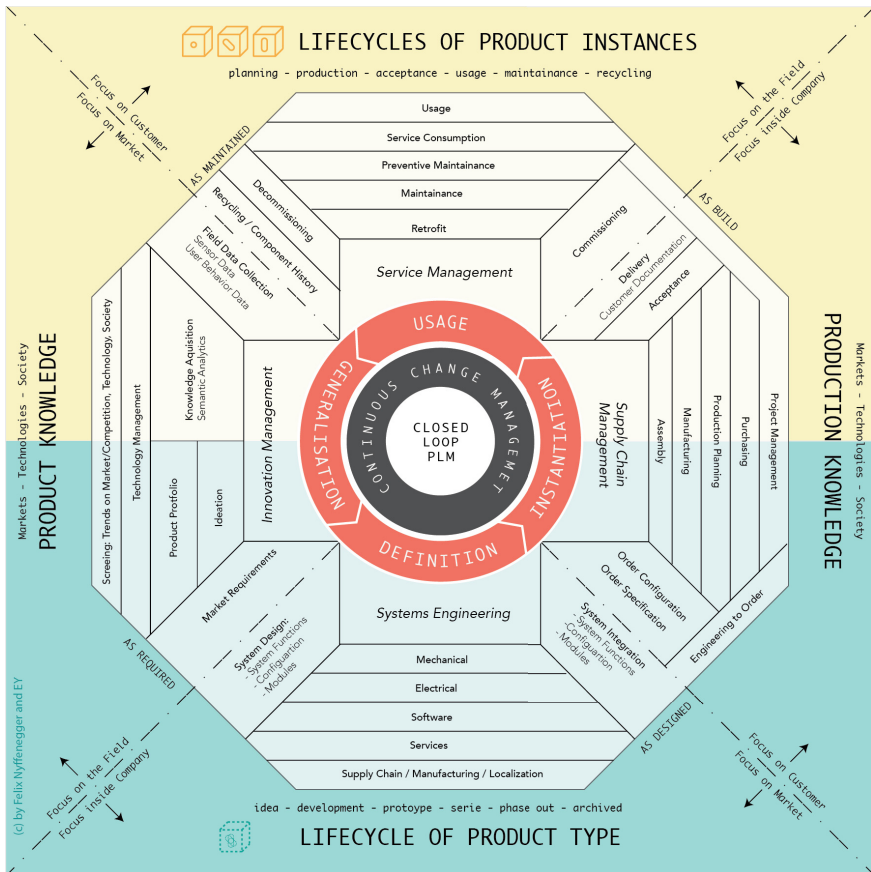 LIFECYCLES OF PRODUCT INSTANCES
planning - production - acceptance - usage - maintainance - recycling
Focus on Customer
Focus on Market
Focus on the Field
Focus inside Company
AS MAINTAINED
AS BUILD
Usage
Service Consumption
Preventive Maintainance
Maintainance
Retrofit
Service Management
Decommissioning
Recycling / Component History
Field Data Collection
Sensor Data
User Behavior Data
Commissioning
Delivery
Customer Documentation
Acceptance
Markets - Technologies - Society
PRODUCT KNOWLEDGE
Screeing: Trends on Market/Competition, Technology, Society
Technology Management
Knowledge Aquisition
Semantic Analytics
Product Protfolio
Ideation
Innovation Management
USAGE
GENERALISATION
INSTANTIATION
DEFINITION
CONTINUOUS CHANGE MANAGEMET
CLOSED
LOOP
PLM
Supply Chain
Management
Assembly
Manufacturing
Production Planning
Purchasing
Project Management
PRODUCTION KNOWLEDGE
Markets - Technology - Society
Market Requirements
System Design:
- System Functions
- Configuartion
- Modules
Systems Engineering
Mechanical
Electrical
Software
Services
Supply Chain / Manufacturing / Localization
Order Configuration
Order Specification
System Integration
- System Functions
-Configuartion
- Modules
Engineering to Order
AS REQUIRED
AS DESIGNED
Focus on the Field
Focus inside Company
Focus on Customer
Focus on Market
idea - development - protoype - serie - phase out - archived
LIFECYCLE OF PRODUCT TYPE
(c) by Felix Nyffenegger and EY